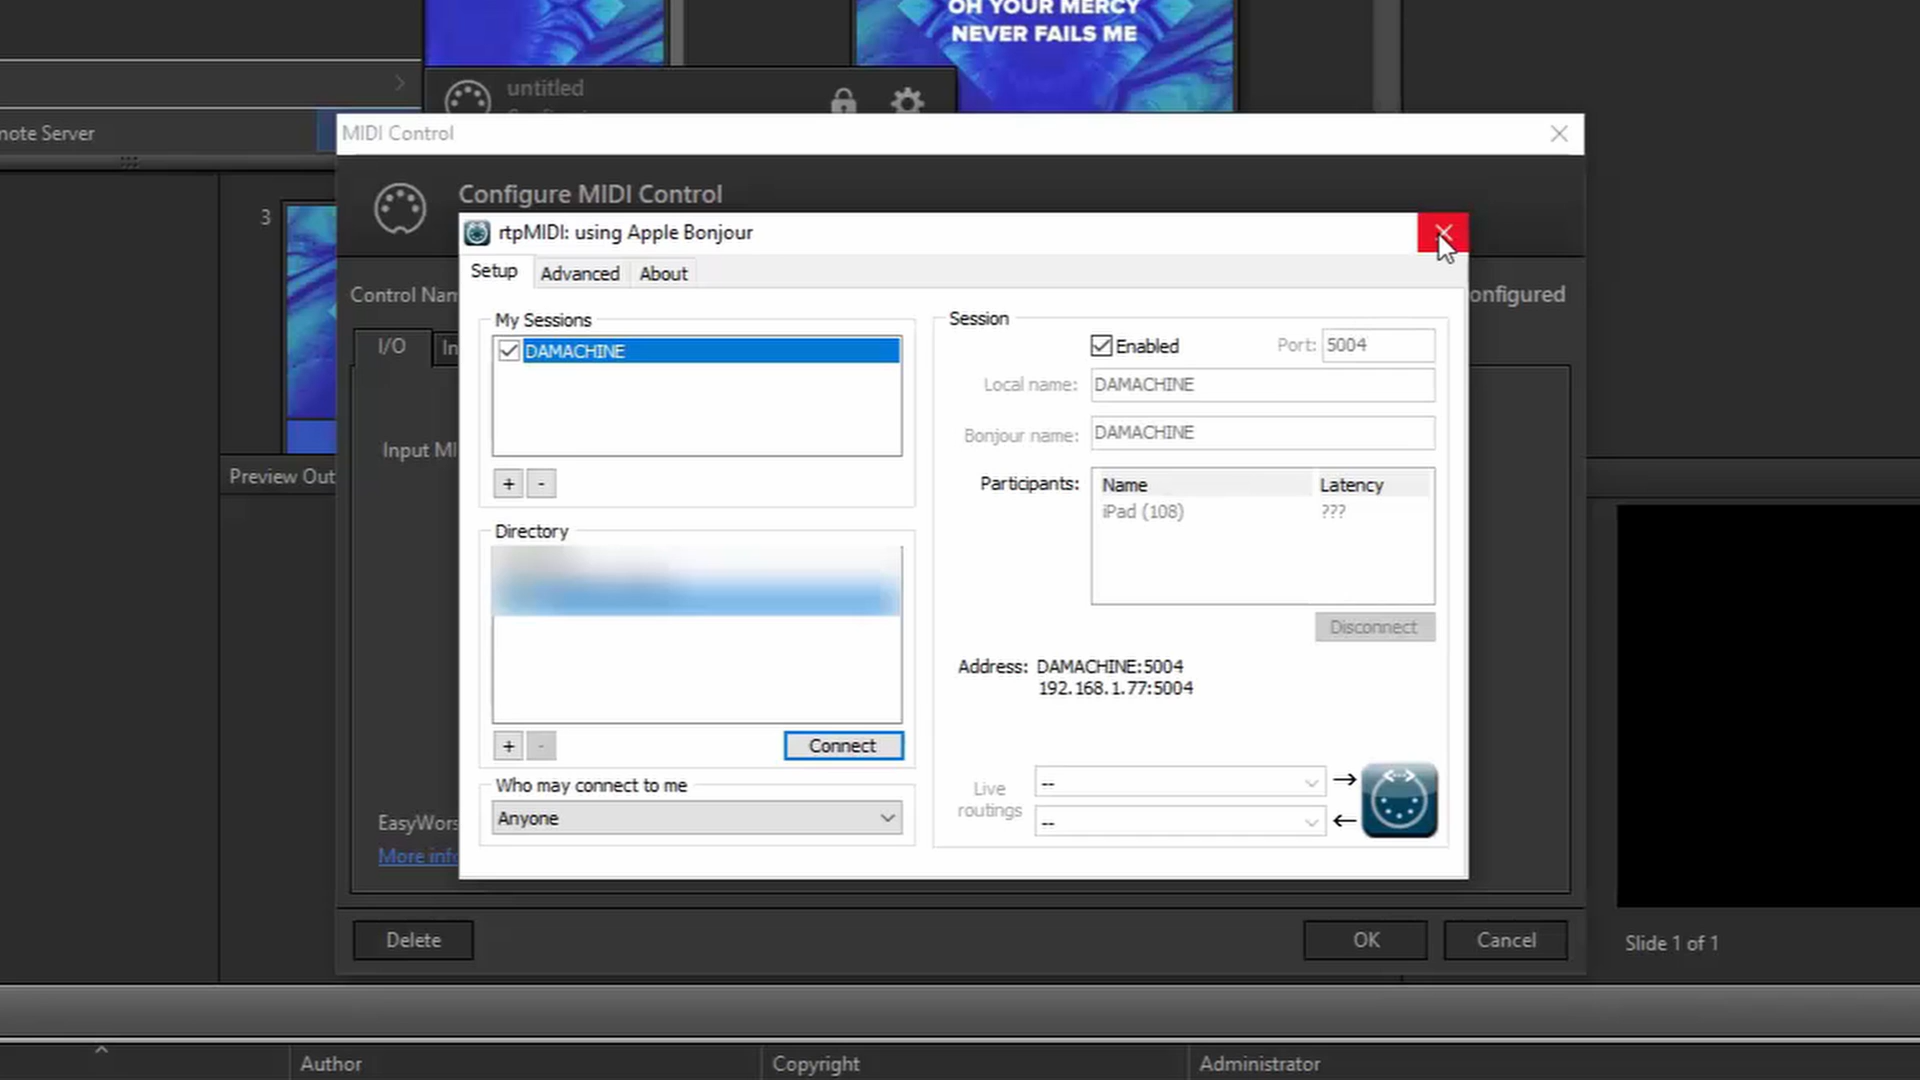 OH YOUR MERCY
NEVER FAILS ME
untitled
note Server
MIDI Control
Configure MIDI Control
3
rtpMIDI: using Apple Bonjour
Setup
Advanced
About
Control Nam
onfigured
My Sessions
DAMACHINE
+
-
Session
Enabled
Port:
5004
Local name:
DAMACHINE
Bonjour name:
DAMACHINE
Participants:
Name
Latency
iPad (108)
???
Disconnect
I/O
In
Input MI
Preview Out
Directory
+
-
Connect
Address:
DAMACHINE:5004
192.168.1.77:5004
Who may connect to me
Anyone
Live
routings
--
--
EasyWors
More info
Delete
OK
Cancel
Slide 1 of 1
Author
Copyright
Administrator